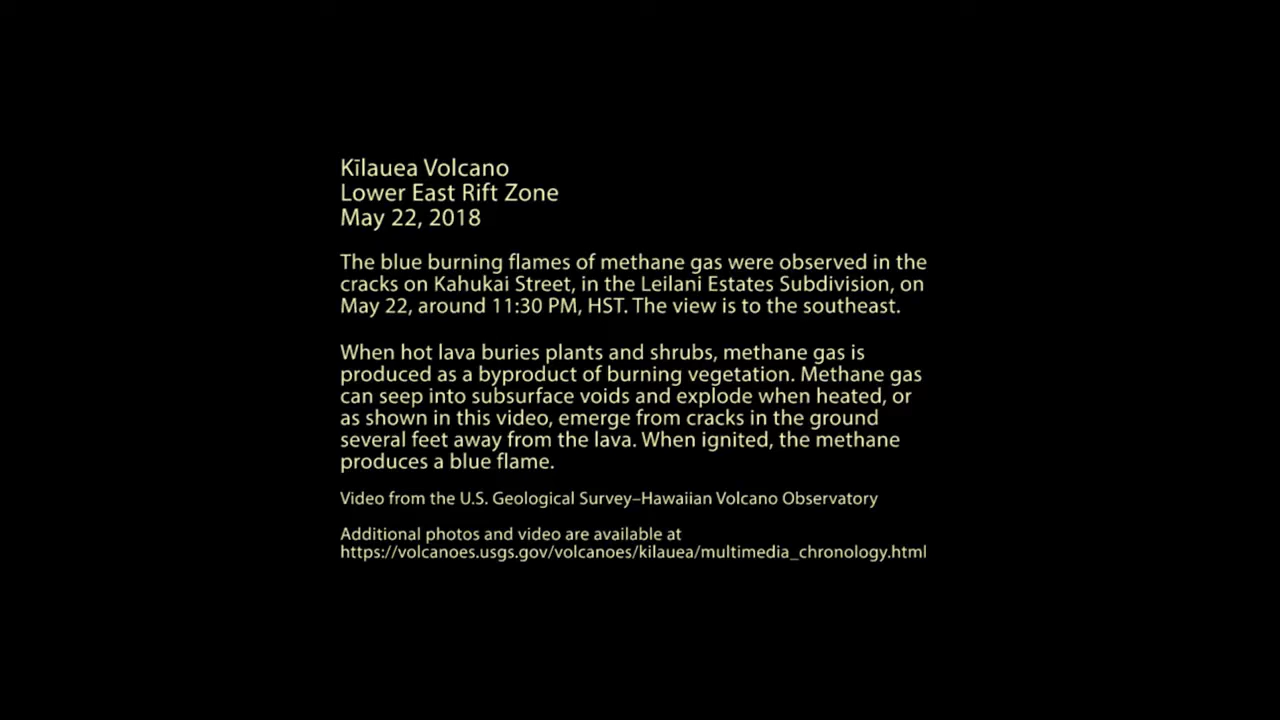 Kīlauea Volcano
Lower East Rift Zone
May 22, 2018
The blue burning flames of methane gas were observed in the
cracks on Kahukai Street, in the Leilani Estates Subdivision, on
May 22, around 11:30 PM, HST. The view is to the southeast.
When hot lava buries plants and shrubs, methane gas is
produced as a byproduct of burning vegetation. Methane gas
can seep into subsurface voids and explode when heated, or
as shown in this video, emerge from cracks in the ground
several feet away from the lava. When ignited, the methane
produces a blue flame.
Video from the U.S. Geological Survey–Hawaiian Volcano Observatory
Additional photos and video are available at
https://volcanoes.usgs.gov/volcanoes/kilauea/multimedia_chronology.html